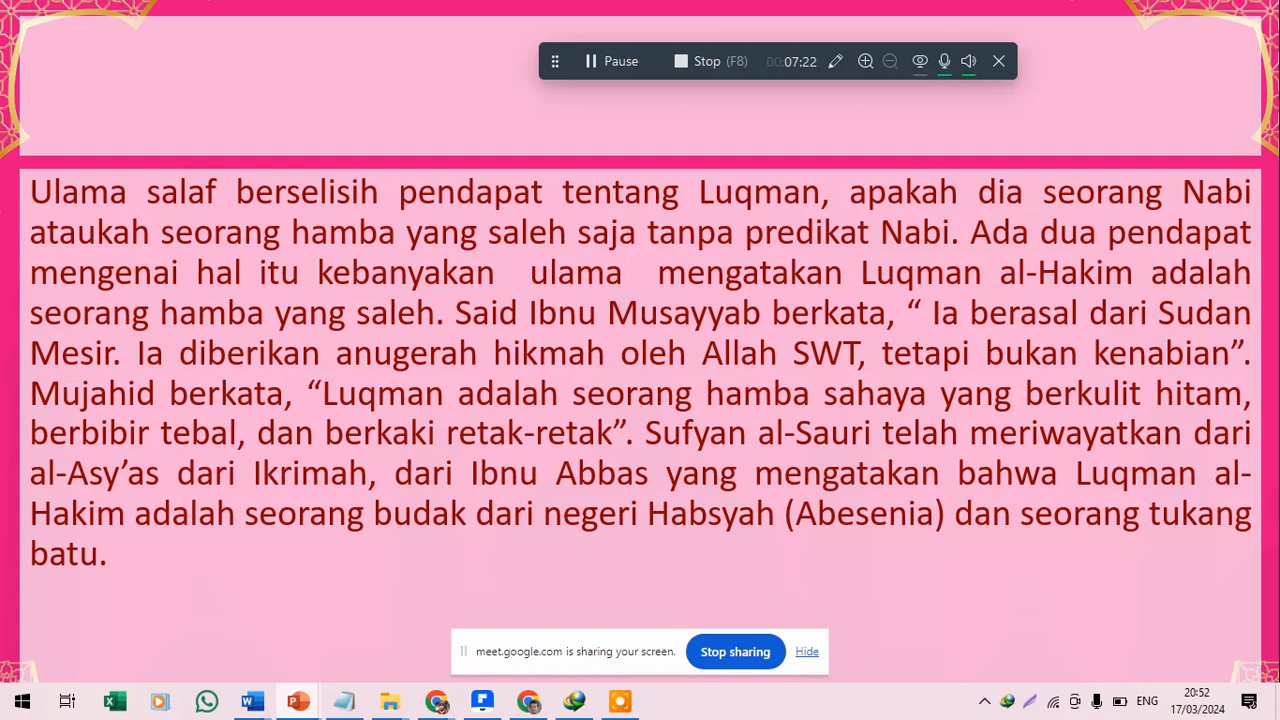 Pause
Stop (F8)
00:07:22
Ulama salaf berselisih pendapat tentang Luqman, apakah dia seorang Nabi
ataukah seorang hamba yang saleh saja tanpa predikat Nabi. Ada dua pendapat
mengenai hal itu kebanyakan ulama mengatakan Luqman al-Hakim adalah
seorang hamba yang saleh. Said Ibnu Musayyab berkata, “ Ia berasal dari Sudan
Mesir. Ia diberikan anugerah hikmah oleh Allah SWT, tetapi bukan kenabian”.
Mujahid berkata, “Luqman adalah seorang hamba sahaya yang berkulit hitam,
berbibir tebal, dan berkaki retak-retak”. Sufyan al-Sauri telah meriwayatkan dari
al-Asy’as dari Ikrimah, dari Ibnu Abbas yang mengatakan bahwa Luqman al-
Hakim adalah seorang budak dari negeri Habsyah (Abesenia) dan seorang tukang
batu.
meet.google.com is sharing your screen.
Stop sharing
Hide
ENG
20:52
17/03/2024